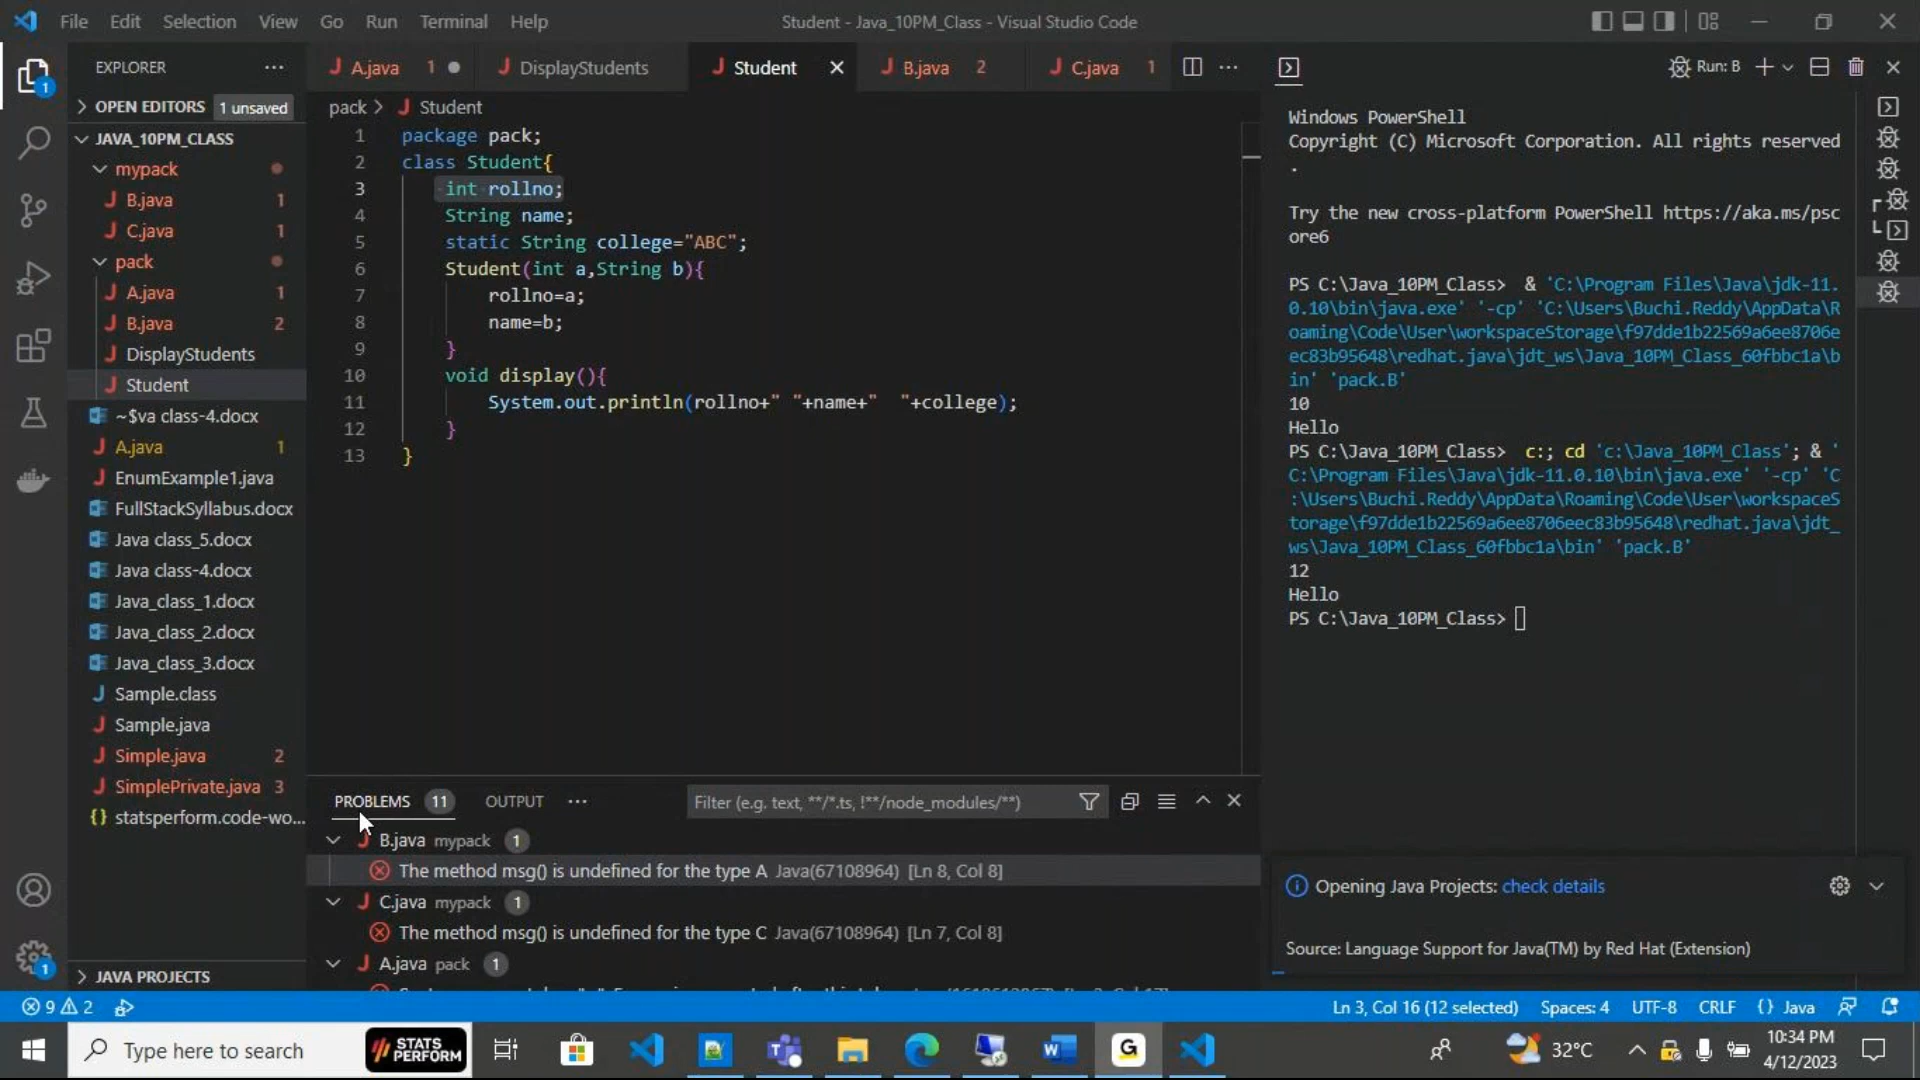 File Edit Selection View Go Run Terminal Help
Student - Java_10PM_Class - Visual Studio Code
EXPLORER
OPEN EDITORS 1 unsaved
JAVA_10PM_CLASS
mypack
B.java 1
C.java 1
pack
A.java 1
B.java 2
DisplayStudents
Student
~$va class-4.docx
A.java 1
EnumExample1.java
FullStackSyllabus.docx
Java class_5.docx
Java class-4.docx
Java_class_1.docx
Java_class_2.docx
Java_class_3.docx
Sample.class
Sample.java
Simple.java 2
SimplePrivate.java 3
statsperform.code-wo...
JAVA PROJECTS
A.java 1
DisplayStudents
Student
B.java 2
C.java 1
pack > Student
1 package pack;
2 class Student{
3 int rollno;
4 String name;
5 static String college="ABC";
6 Student(int a,String b){
7 rollno=a;
8 name=b;
9 }
10 void display(){
11 System.out.println(rollno+" "+name+"  "+college);
12 }
13 }
PROBLEMS 11 OUTPUT
Filter (e.g. text, **/*.ts, !**/node_modules/**)
B.java mypack 1
The method msg() is undefined for the type A Java(67108964) [Ln 8, Col 8]
C.java mypack 1
The method msg() is undefined for the type C Java(67108964) [Ln 7, Col 8]
A.java pack 1
Run: B
Windows PowerShell
Copyright (C) Microsoft Corporation. All rights reserved
.
Try the new cross-platform PowerShell https://aka.ms/psc
ore6
PS C:\Java_10PM_Class>  & 'C:\Program Files\Java\jdk-11.
0.10\bin\java.exe' '-cp' 'C:\Users\Buchi.Reddy\AppData\R
oaming\Code\User\workspaceStorage\f97dde1b22569a6ee8706e
ec83b95648\redhat.java\jdt_ws\Java_10PM_Class_60fbbc1a\b
in' 'pack.B'
10
Hello
PS C:\Java_10PM_Class>  c:; cd 'c:\Java_10PM_Class'; & '
C:\Program Files\Java\jdk-11.0.10\bin\java.exe' '-cp' 'C
:\Users\Buchi.Reddy\AppData\Roaming\Code\User\workspaceS
torage\f97dde1b22569a6ee8706eec83b95648\redhat.java\jdt_
ws\Java_10PM_Class_60fbbc1a\bin' 'pack.B'
12
Hello
PS C:\Java_10PM_Class>
Opening Java Projects: check details
Source: Language Support for Java(TM) by Red Hat (Extension)
9 2
Ln 3, Col 16 (12 selected) Spaces: 4 UTF-8 CRLF {} Java
Type here to search
STATS PERFORM
32°C
10:34 PM
4/12/2023